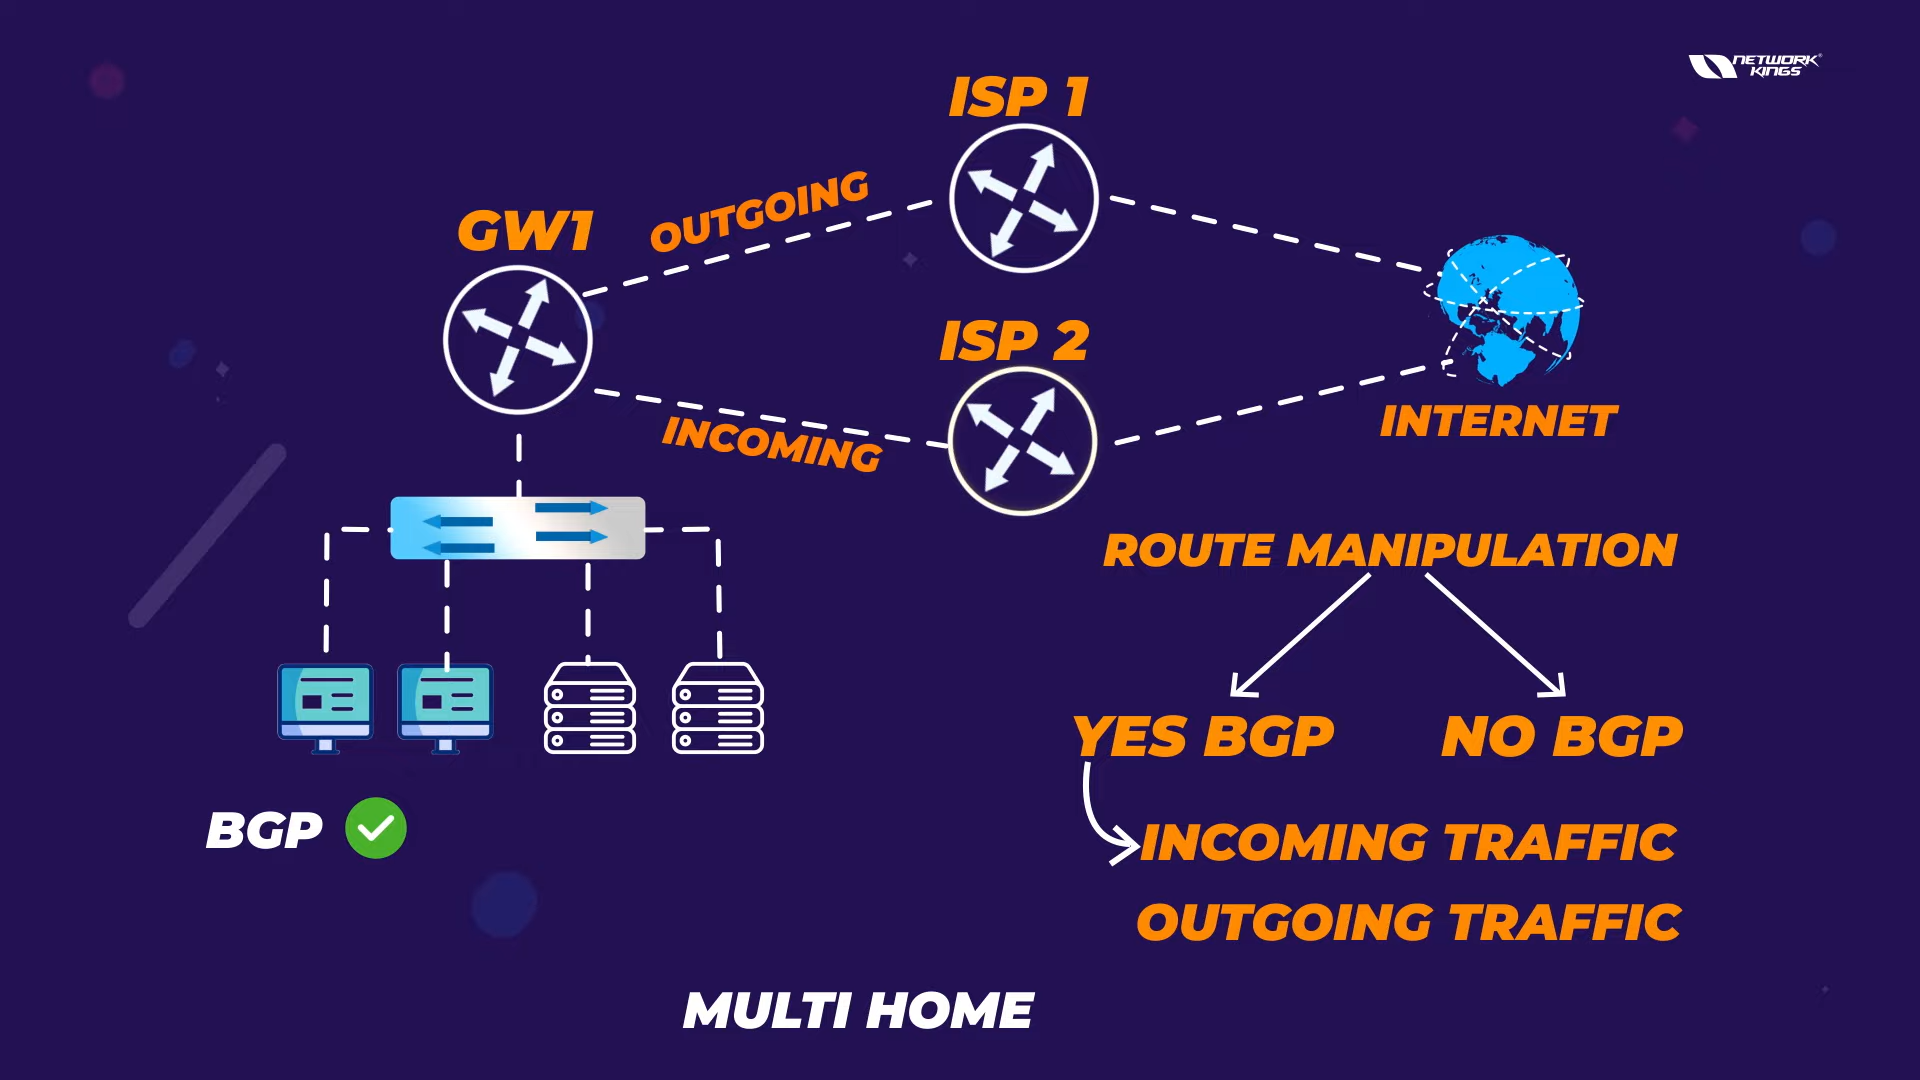 NETWORK
KINGS
ISP 1
OUTGOING
GW1
ISP 2
INCOMING
INTERNET
ROUTE MANIPULATION
YES BGP
NO BGP
BGP
INCOMING TRAFFIC
OUTGOING TRAFFIC
MULTI HOME